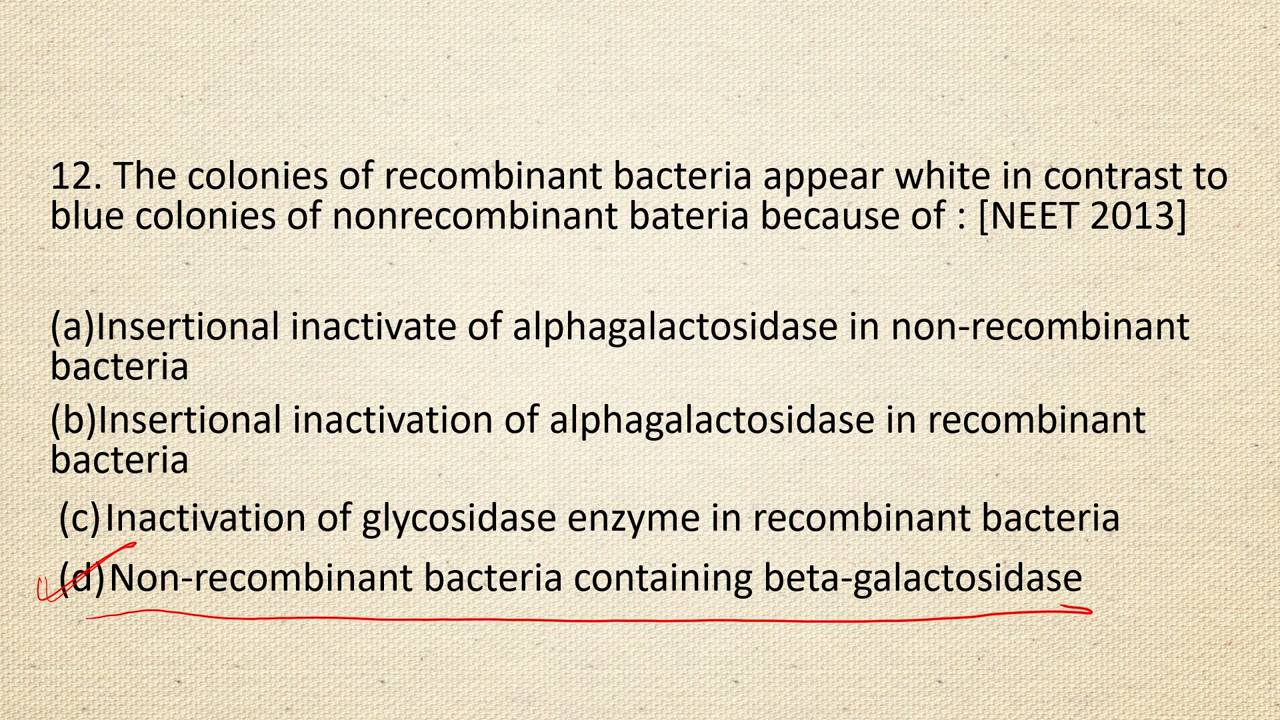 12. The colonies of recombinant bacteria appear white in contrast to
blue colonies of nonrecombinant bateria because of : [NEET 2013]
(a)Insertional inactivate of alphagalactosidase in non-recombinant
bacteria
(b)Insertional inactivation of alphagalactosidase in recombinant
bacteria
(c)Inactivation of glycosidase enzyme in recombinant bacteria
(d)Non-recombinant bacteria containing beta-galactosidase